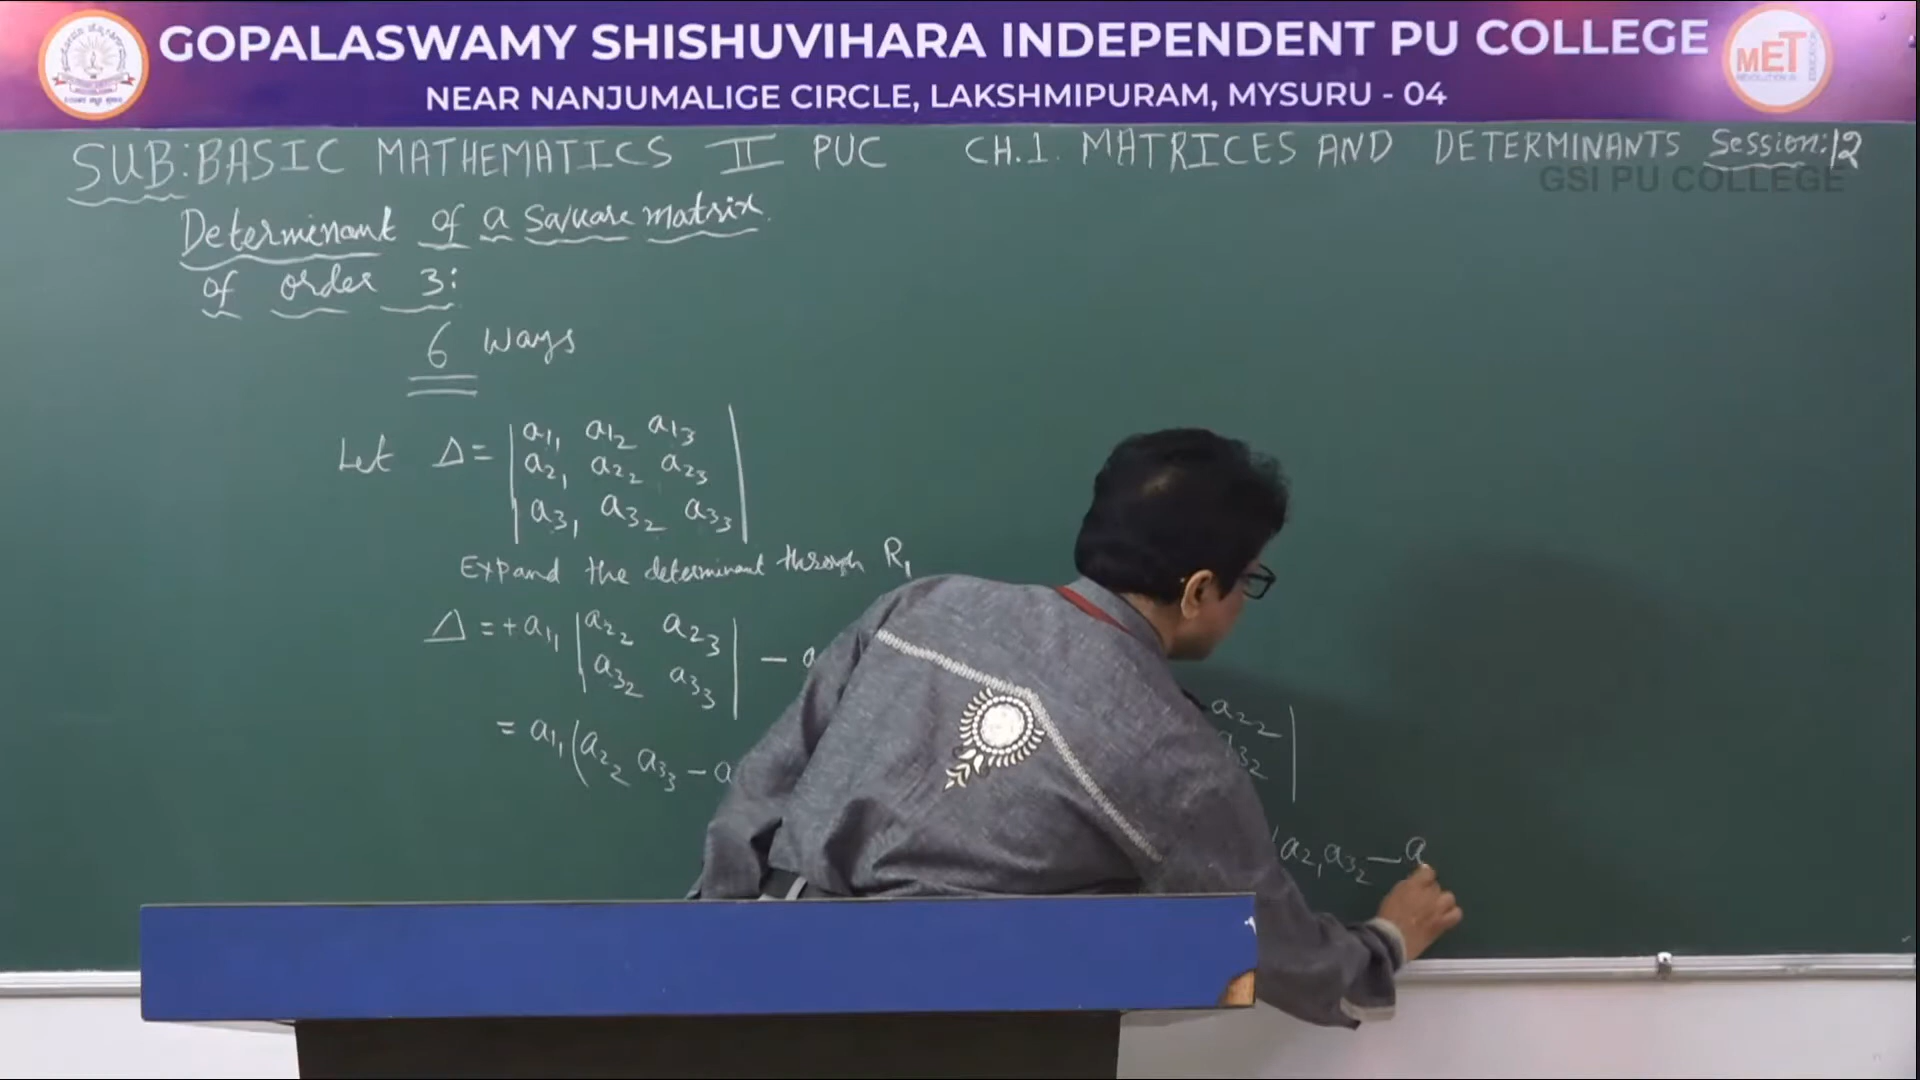 GOPALASWAMY SHISHUVIHARA INDEPENDENT PU COLLEGE
NEAR NANJUMALIGE CIRCLE, LAKSHMIPURAM, MYSURU - 04
MET
SUB: BASIC MATHEMATICS II PUC CH.1. MATRICES AND DETERMINANTS Session: 12
GSI PU COLLEGE
Determinant of a Square matrix.
of order 3:
6 Ways
Let Δ = | a11 a12 a13 |
| a21 a22 a23 |
| a31 a32 a33 |
Expand the determinant through R1
Δ = + a11 | a22 a23 | − a
| a32 a33 |
a22 |
a32 |
= a11 (a22 a33 − a
a21 a32 − a